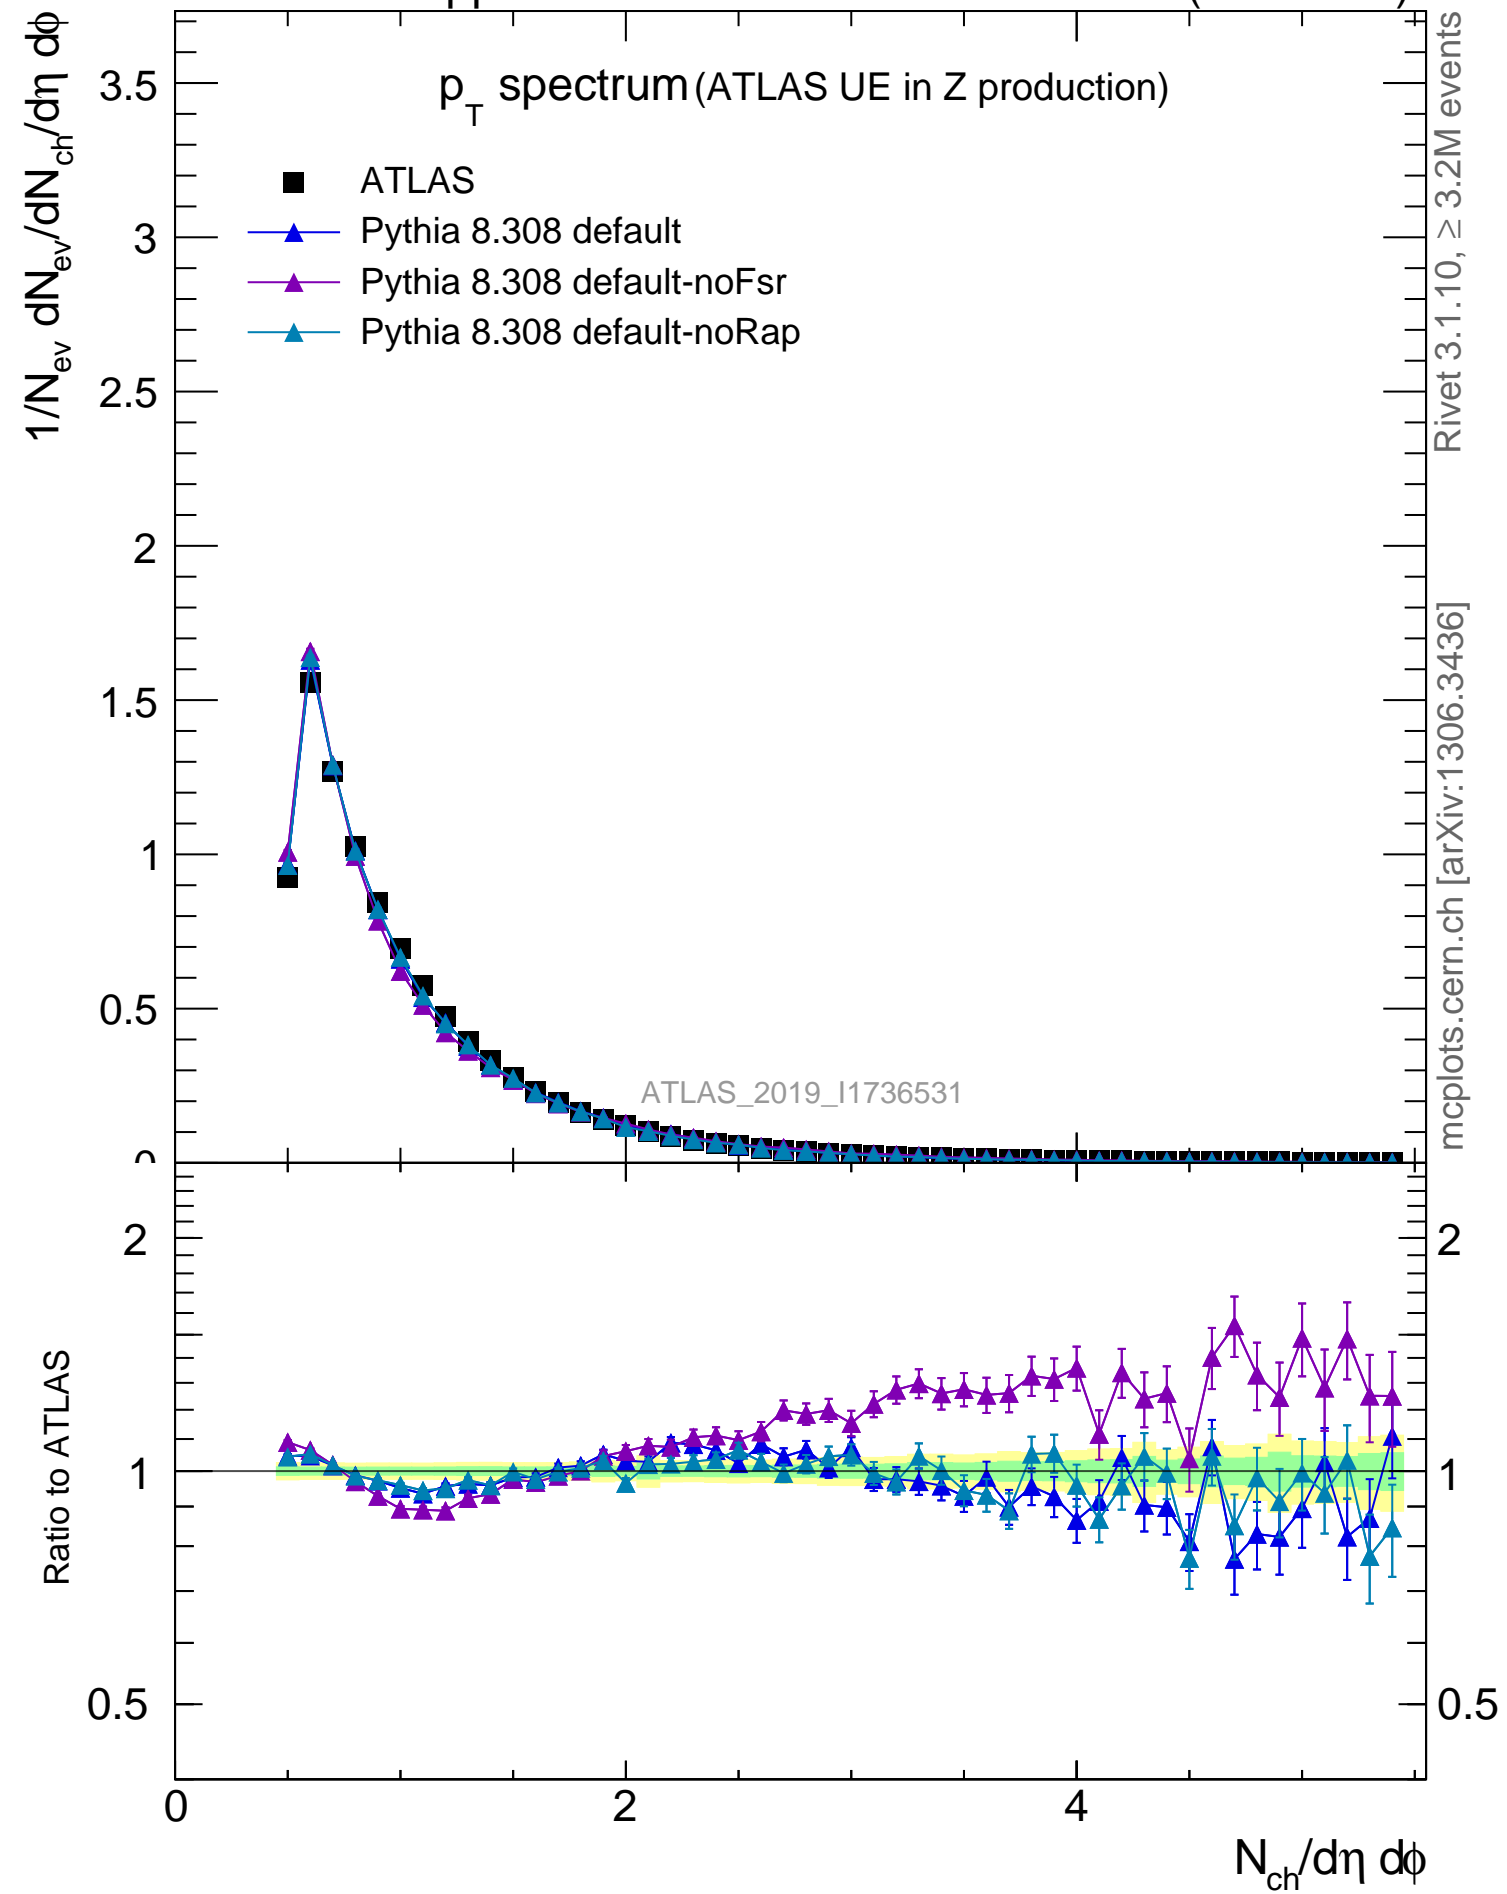 1/N_ev dN_ev/dN_ch/dη dϕ
p_T spectrum (ATLAS UE in Z production)
ATLAS
Pythia 8.308 default
Pythia 8.308 default-noFsr
Pythia 8.308 default-noRap
3.5
3
2.5
2
1.5
1
0.5
0
ATLAS_2019_I1736531
Rivet 3.1.10, ≥ 3.2M events
mcplots.cern.ch [arXiv:1306.3436]
Ratio to ATLAS
2
1
0.5
2
1
0.5
0
2
4
N_ch/dη dϕ